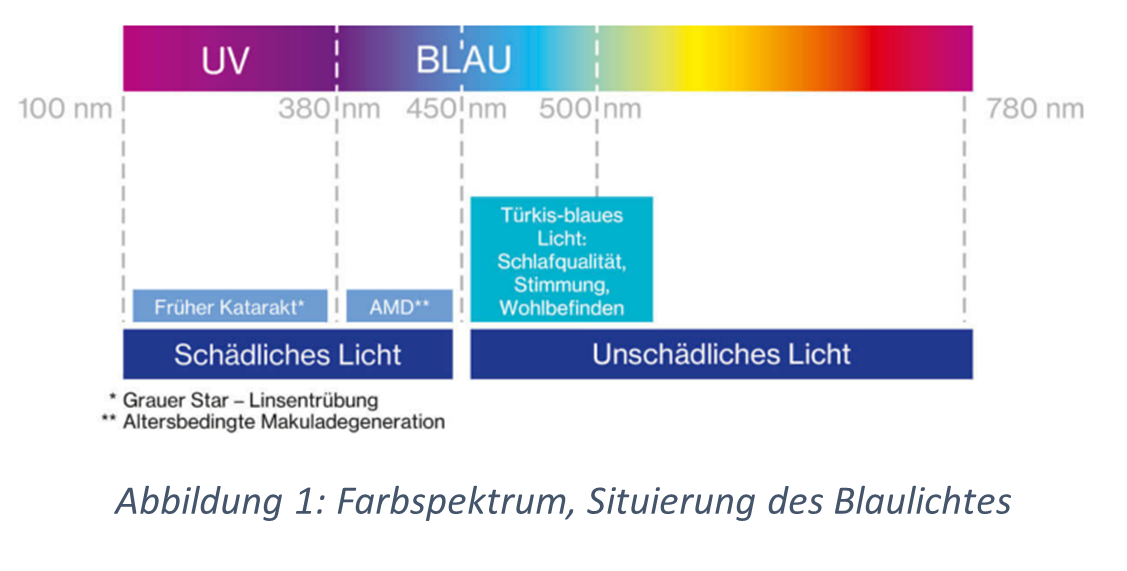 UV
BLAU
100 nm
380 nm
450 nm
500 nm
780 nm
Türkis-blaues
Licht:
Schlafqualität,
Stimmung,
Wohlbefinden
Früher Katarakt*
AMD**
Schädliches Licht
Unschädliches Licht
* Grauer Star – Linsentrübung
** Altersbedingte Makuladegeneration
Abbildung 1: Farbspektrum, Situierung des Blaulichtes